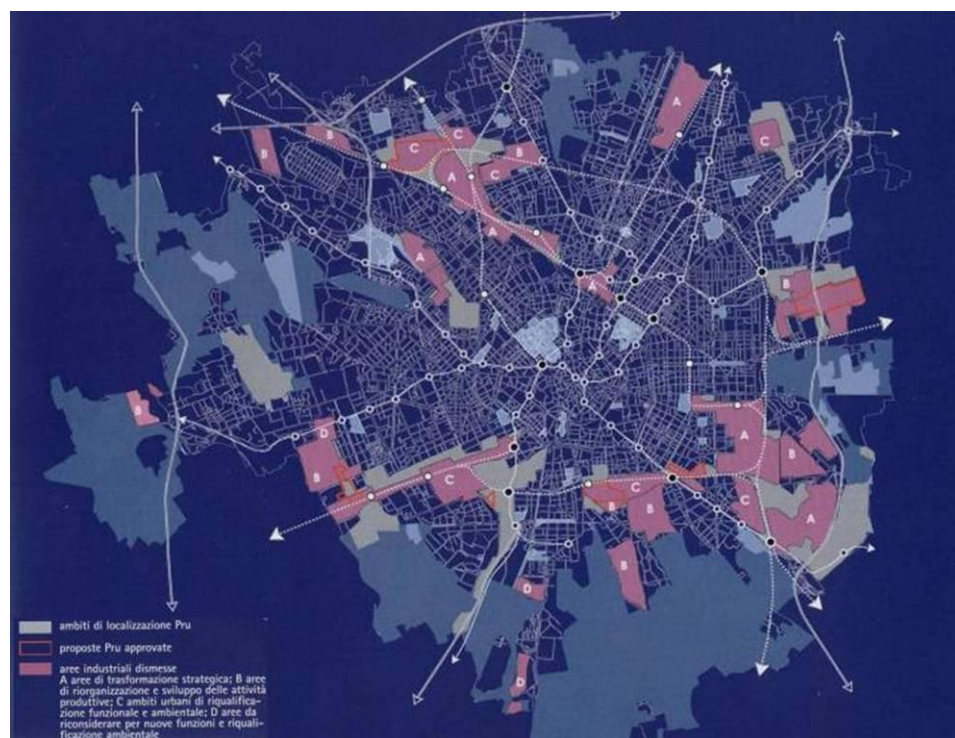 A
B
C
C
C
B
B
C
A
A
A
B
A
B
D
A
B
B
C
C
C
B
B
A
B
D
D
ambiti di localizzazione Pru
proposte Pru approvate
aree industriali dismesse
A aree di trasformazione strategica; B aree
di riorganizzazione e sviluppo delle attività
produttive; C ambiti urbani di riqualifica-
zione funzionale e ambientale; D aree da
riconsiderare per nuove funzioni e riquali-
ficazione ambientale